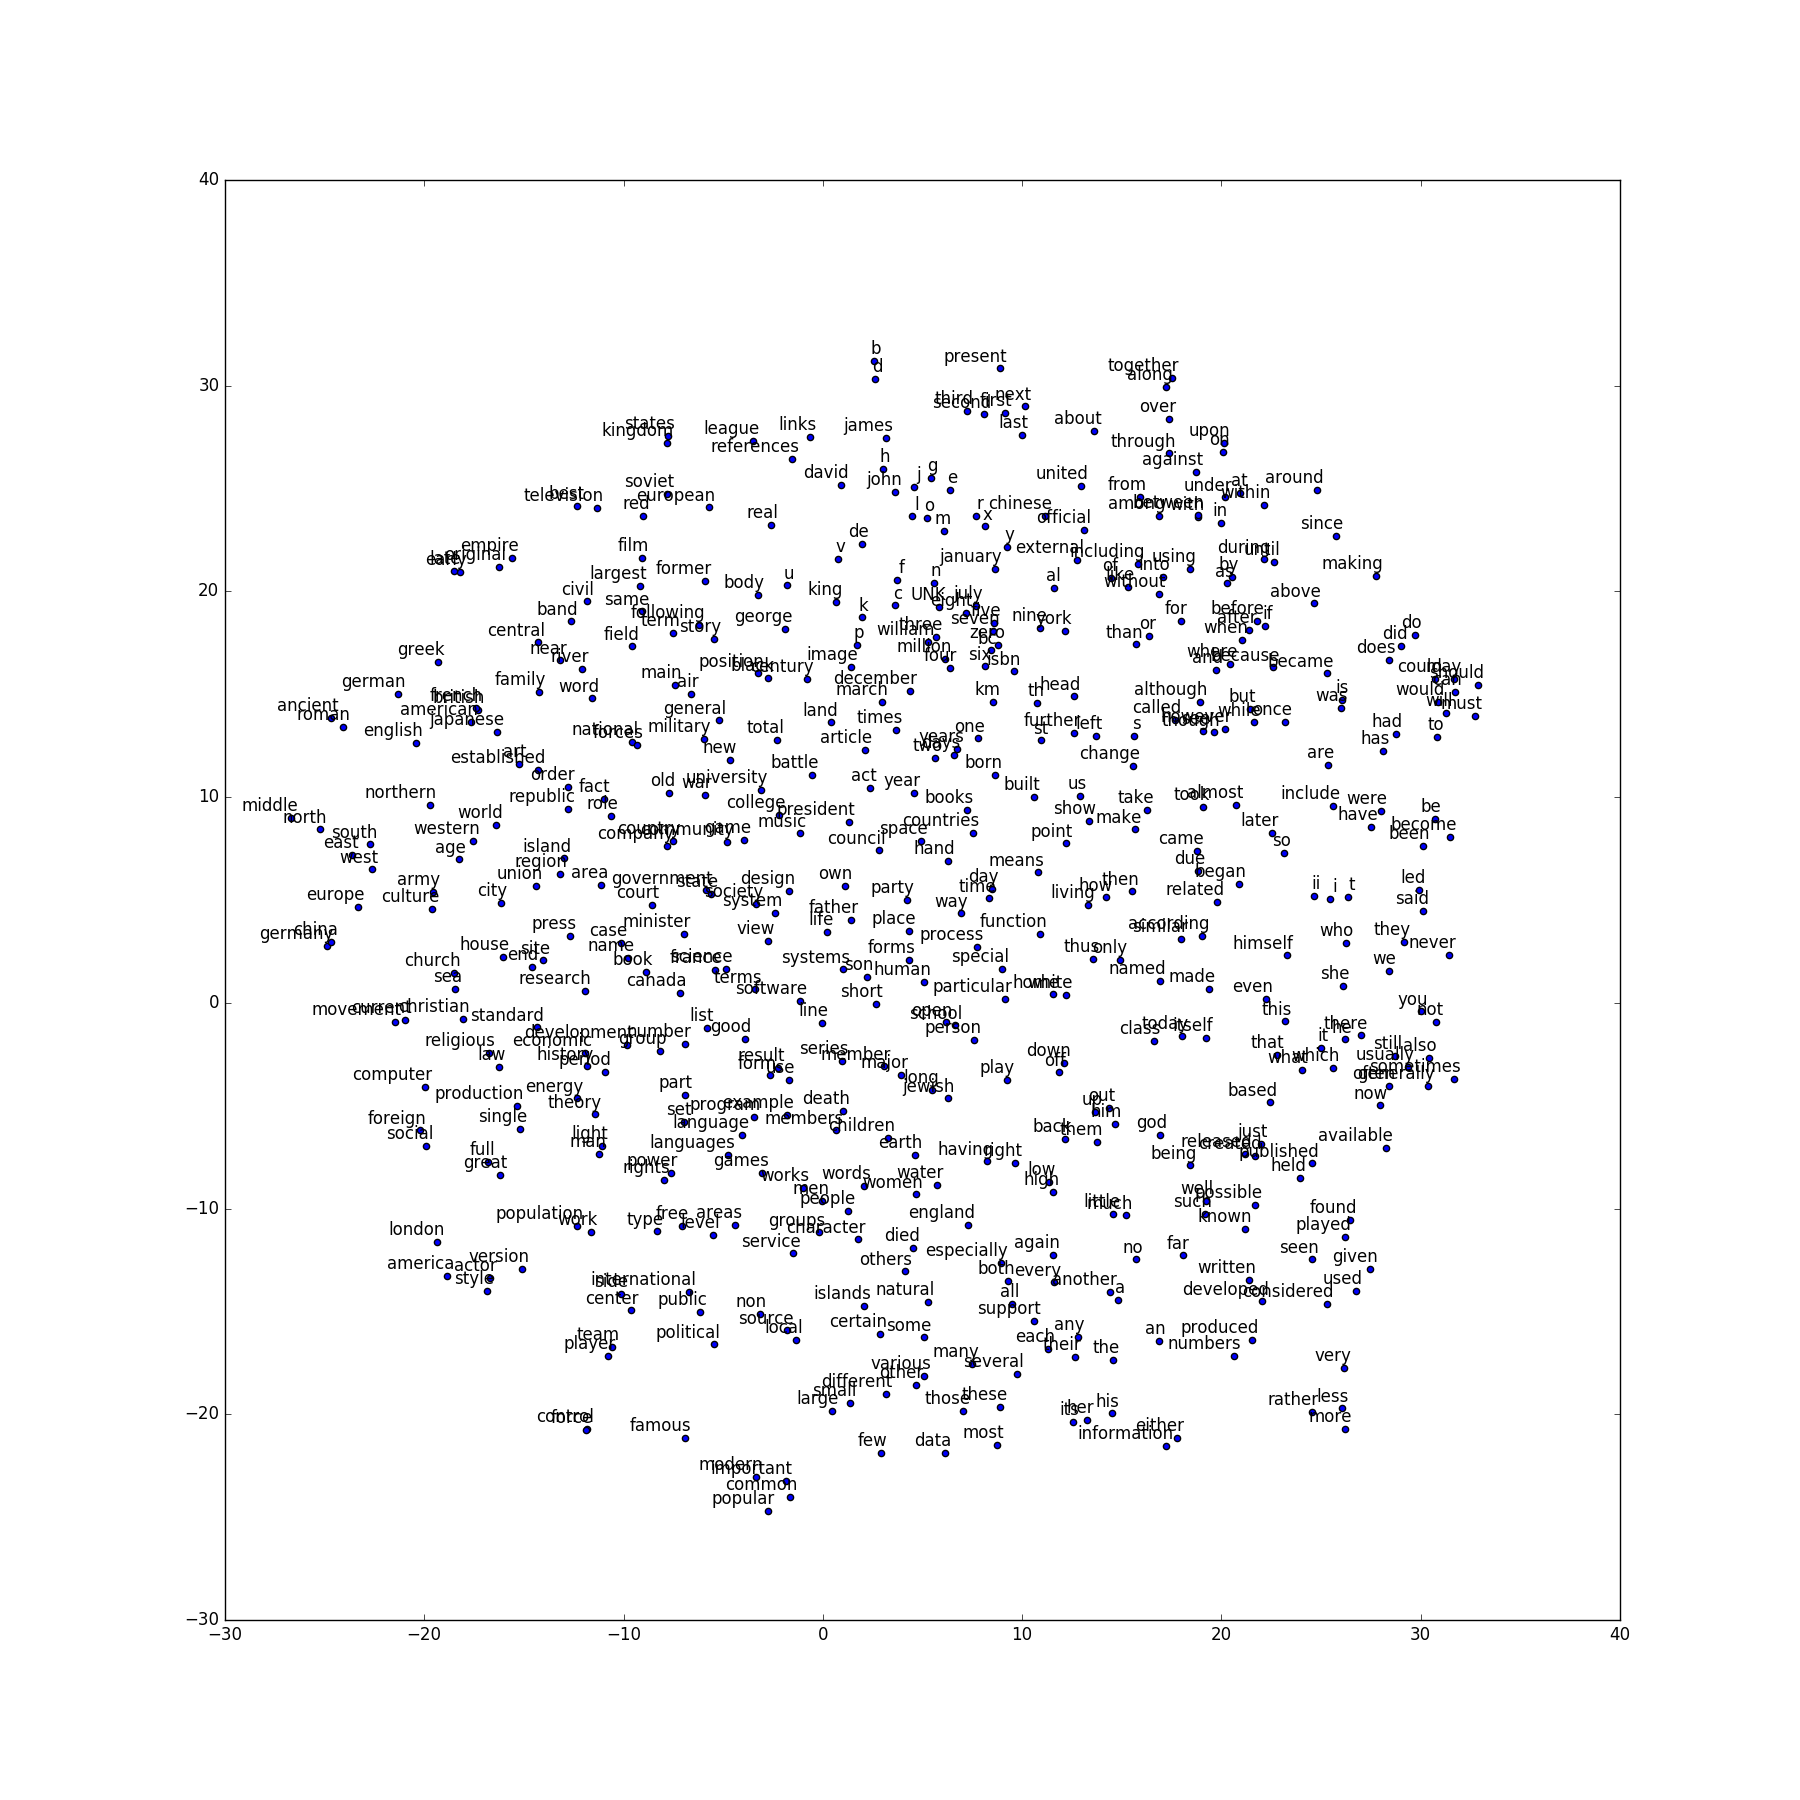 40
b
present
d
together
along
30
next
third
second
first
over
about
last
states
kingdom
league
links
james
upon
on
references
through
h
against
david
g
united
soviet
john
j
e
from
under
at
around
television
best
european
within
red
l
o
r
chinese
among
between
with
in
real
m
x
official
since
de
y
empire
film
v
external
including
using
during
until
late
early
original
january
making
former
f
n
al
of
like
into
by
as
largest
body
u
without
civil
king
c
UNK
july
above
20
band
same
following
k
eight
five
nine
york
for
before
after
if
do
central
term
story
george
william
three
seven
zero
than
or
when
did
greek
near
river
field
p
million
four
bc
where
and
because
does
position
black
century
image
six
isbn
became
german
family
main
air
december
head
could
may
should
can
ancient
roman
french
british
american
word
march
km
th
although
but
is
was
would
will
must
english
japanese
general
land
called
national
forces
military
total
times
one
further
left
s
however
though
while
once
had
to
art
established
new
article
years
days
two
st
has
order
battle
born
change
are
northern
fact
old
war
university
act
year
built
us
10
middle
north
republic
role
college
president
books
show
take
took
almost
include
were
be
world
western
company
country
community
game
music
countries
make
later
have
become
south
east
west
age
island
region
council
space
point
came
so
been
hand
due
army
union
area
government
state
society
design
own
means
day
began
culture
city
court
system
party
time
living
how
then
related
ii
i
t
led
europe
father
way
said
china
germany
press
minister
life
place
function
according
similar
house
case
name
view
process
who
they
church
site
end
book
france
science
forms
thus
only
himself
never
sea
research
canada
terms
systems
son
human
special
named
we
software
short
particular
home
white
made
even
she
0
movement
current
christian
line
open
school
you
not
standard
list
person
this
religious
development
number
good
class
today
itself
there
he
law
economic
group
series
member
down
that
it
still
also
history
period
result
major
off
what
which
usually
computer
form
use
long
play
often
generally
sometimes
production
energy
part
jewish
now
theory
set
program
example
death
out
up
based
foreign
social
single
language
members
children
him
god
full
light
man
languages
earth
back
them
just
available
great
power
rights
games
having
right
being
released
created
published
works
words
water
low
held
men
women
high
well
such
possible
−10
population
work
type
free
areas
people
england
little
much
known
found
london
level
groups
character
played
service
died
again
no
far
seen
america
version
others
especially
given
actor
style
international
side
both
every
another
a
written
used
center
public
non
islands
natural
all
developed
considered
team
player
political
source
local
certain
some
support
any
each
their
the
an
produced
numbers
many
various
several
other
very
different
small
large
those
these
his
her
its
rather
less
−20
control
force
famous
more
few
data
most
information
either
modern
important
common
popular
−30
−30
−20
−10
0
10
20
30
40